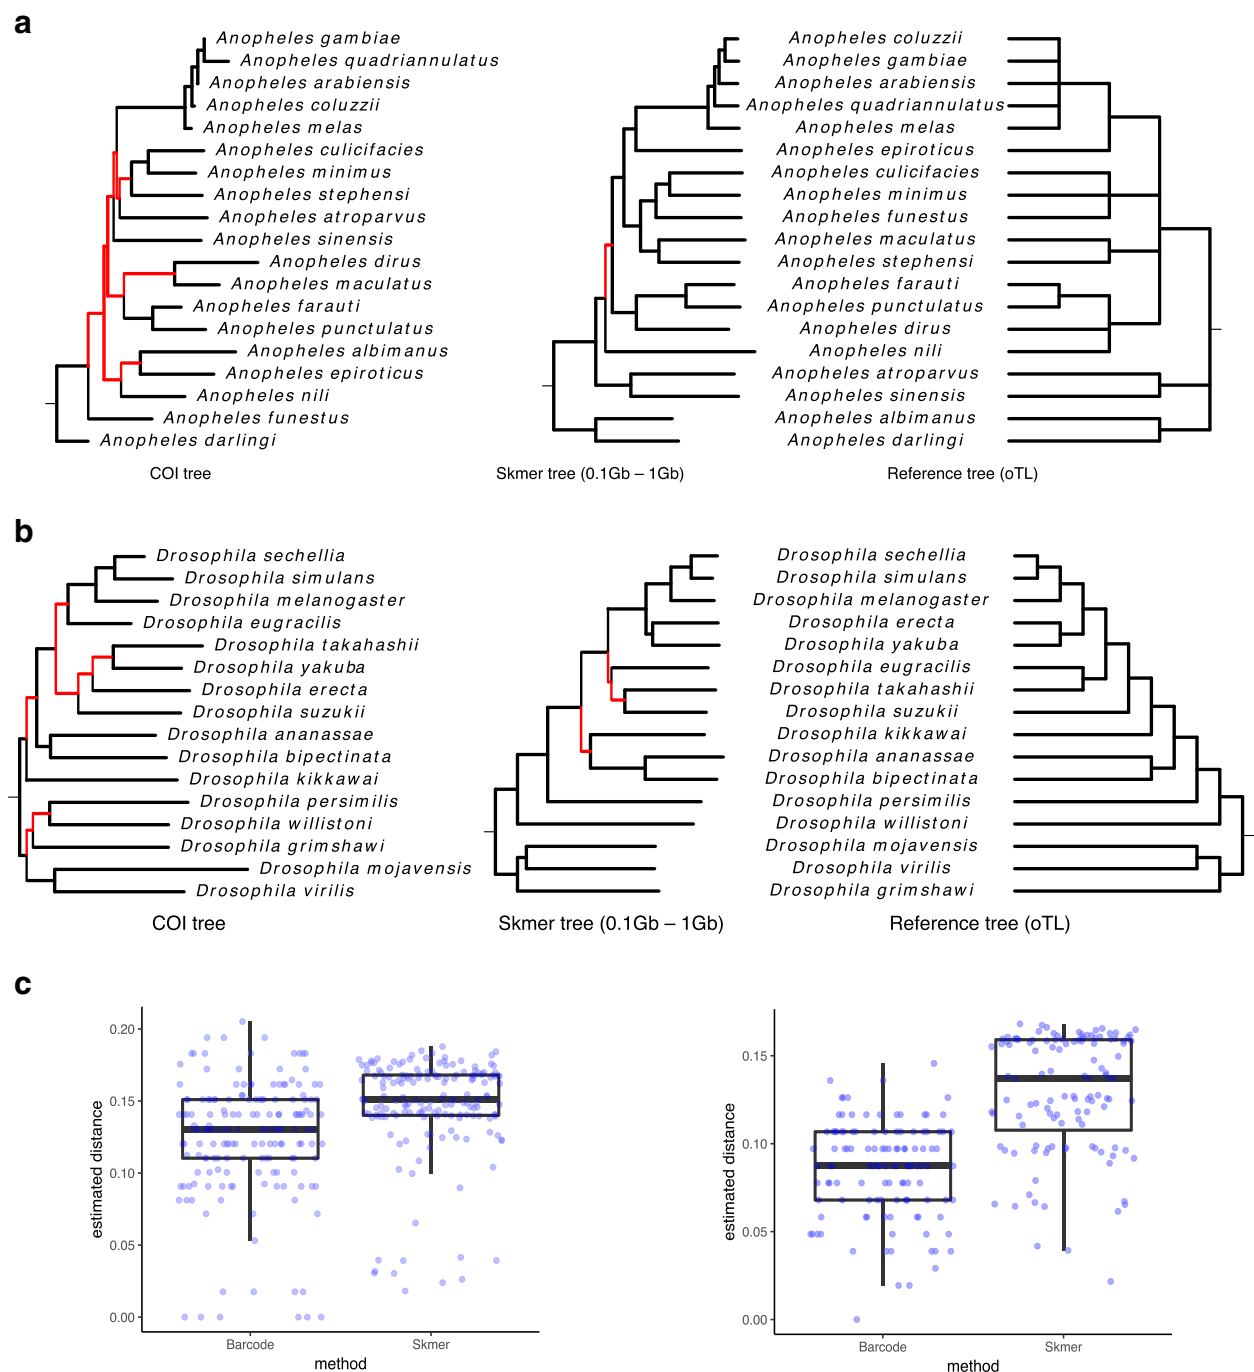 a
Anopheles gambiae
Anopheles quadriannulatus
Anopheles arabiensis
Anopheles coluzzii
Anopheles melas
Anopheles culicifacies
Anopheles minimus
Anopheles stephensi
Anopheles atroparvus
Anopheles sinensis
Anopheles dirus
Anopheles maculatus
Anopheles farauti
Anopheles punctulatus
Anopheles albimanus
Anopheles epiroticus
Anopheles nili
Anopheles funestus
Anopheles darlingi
COI tree
Anopheles coluzzii
Anopheles gambiae
Anopheles arabiensis
Anopheles quadriannulatus
Anopheles melas
Anopheles epiroticus
Anopheles culicifacies
Anopheles minimus
Anopheles funestus
Anopheles maculatus
Anopheles stephensi
Anopheles farauti
Anopheles punctulatus
Anopheles dirus
Anopheles nili
Anopheles atroparvus
Anopheles sinensis
Anopheles albimanus
Anopheles darlingi
Skmer tree (0.1Gb – 1Gb)
Reference tree (oTL)
b
Drosophila sechellia
Drosophila simulans
Drosophila melanogaster
Drosophila eugracilis
Drosophila takahashii
Drosophila yakuba
Drosophila erecta
Drosophila suzukii
Drosophila ananassae
Drosophila bipectinata
Drosophila kikkawai
Drosophila persimilis
Drosophila willistoni
Drosophila grimshawi
Drosophila mojavensis
Drosophila virilis
COI tree
Drosophila sechellia
Drosophila simulans
Drosophila melanogaster
Drosophila erecta
Drosophila yakuba
Drosophila eugracilis
Drosophila takahashii
Drosophila suzukii
Drosophila kikkawai
Drosophila ananassae
Drosophila bipectinata
Drosophila persimilis
Drosophila willistoni
Drosophila mojavensis
Drosophila virilis
Drosophila grimshawi
Skmer tree (0.1Gb – 1Gb)
Reference tree (oTL)
c
estimated distance
0.20
0.15
0.10
0.05
0.00
Barcode
Skmer
method
estimated distance
0.15
0.10
0.05
0.00
Barcode
Skmer
method